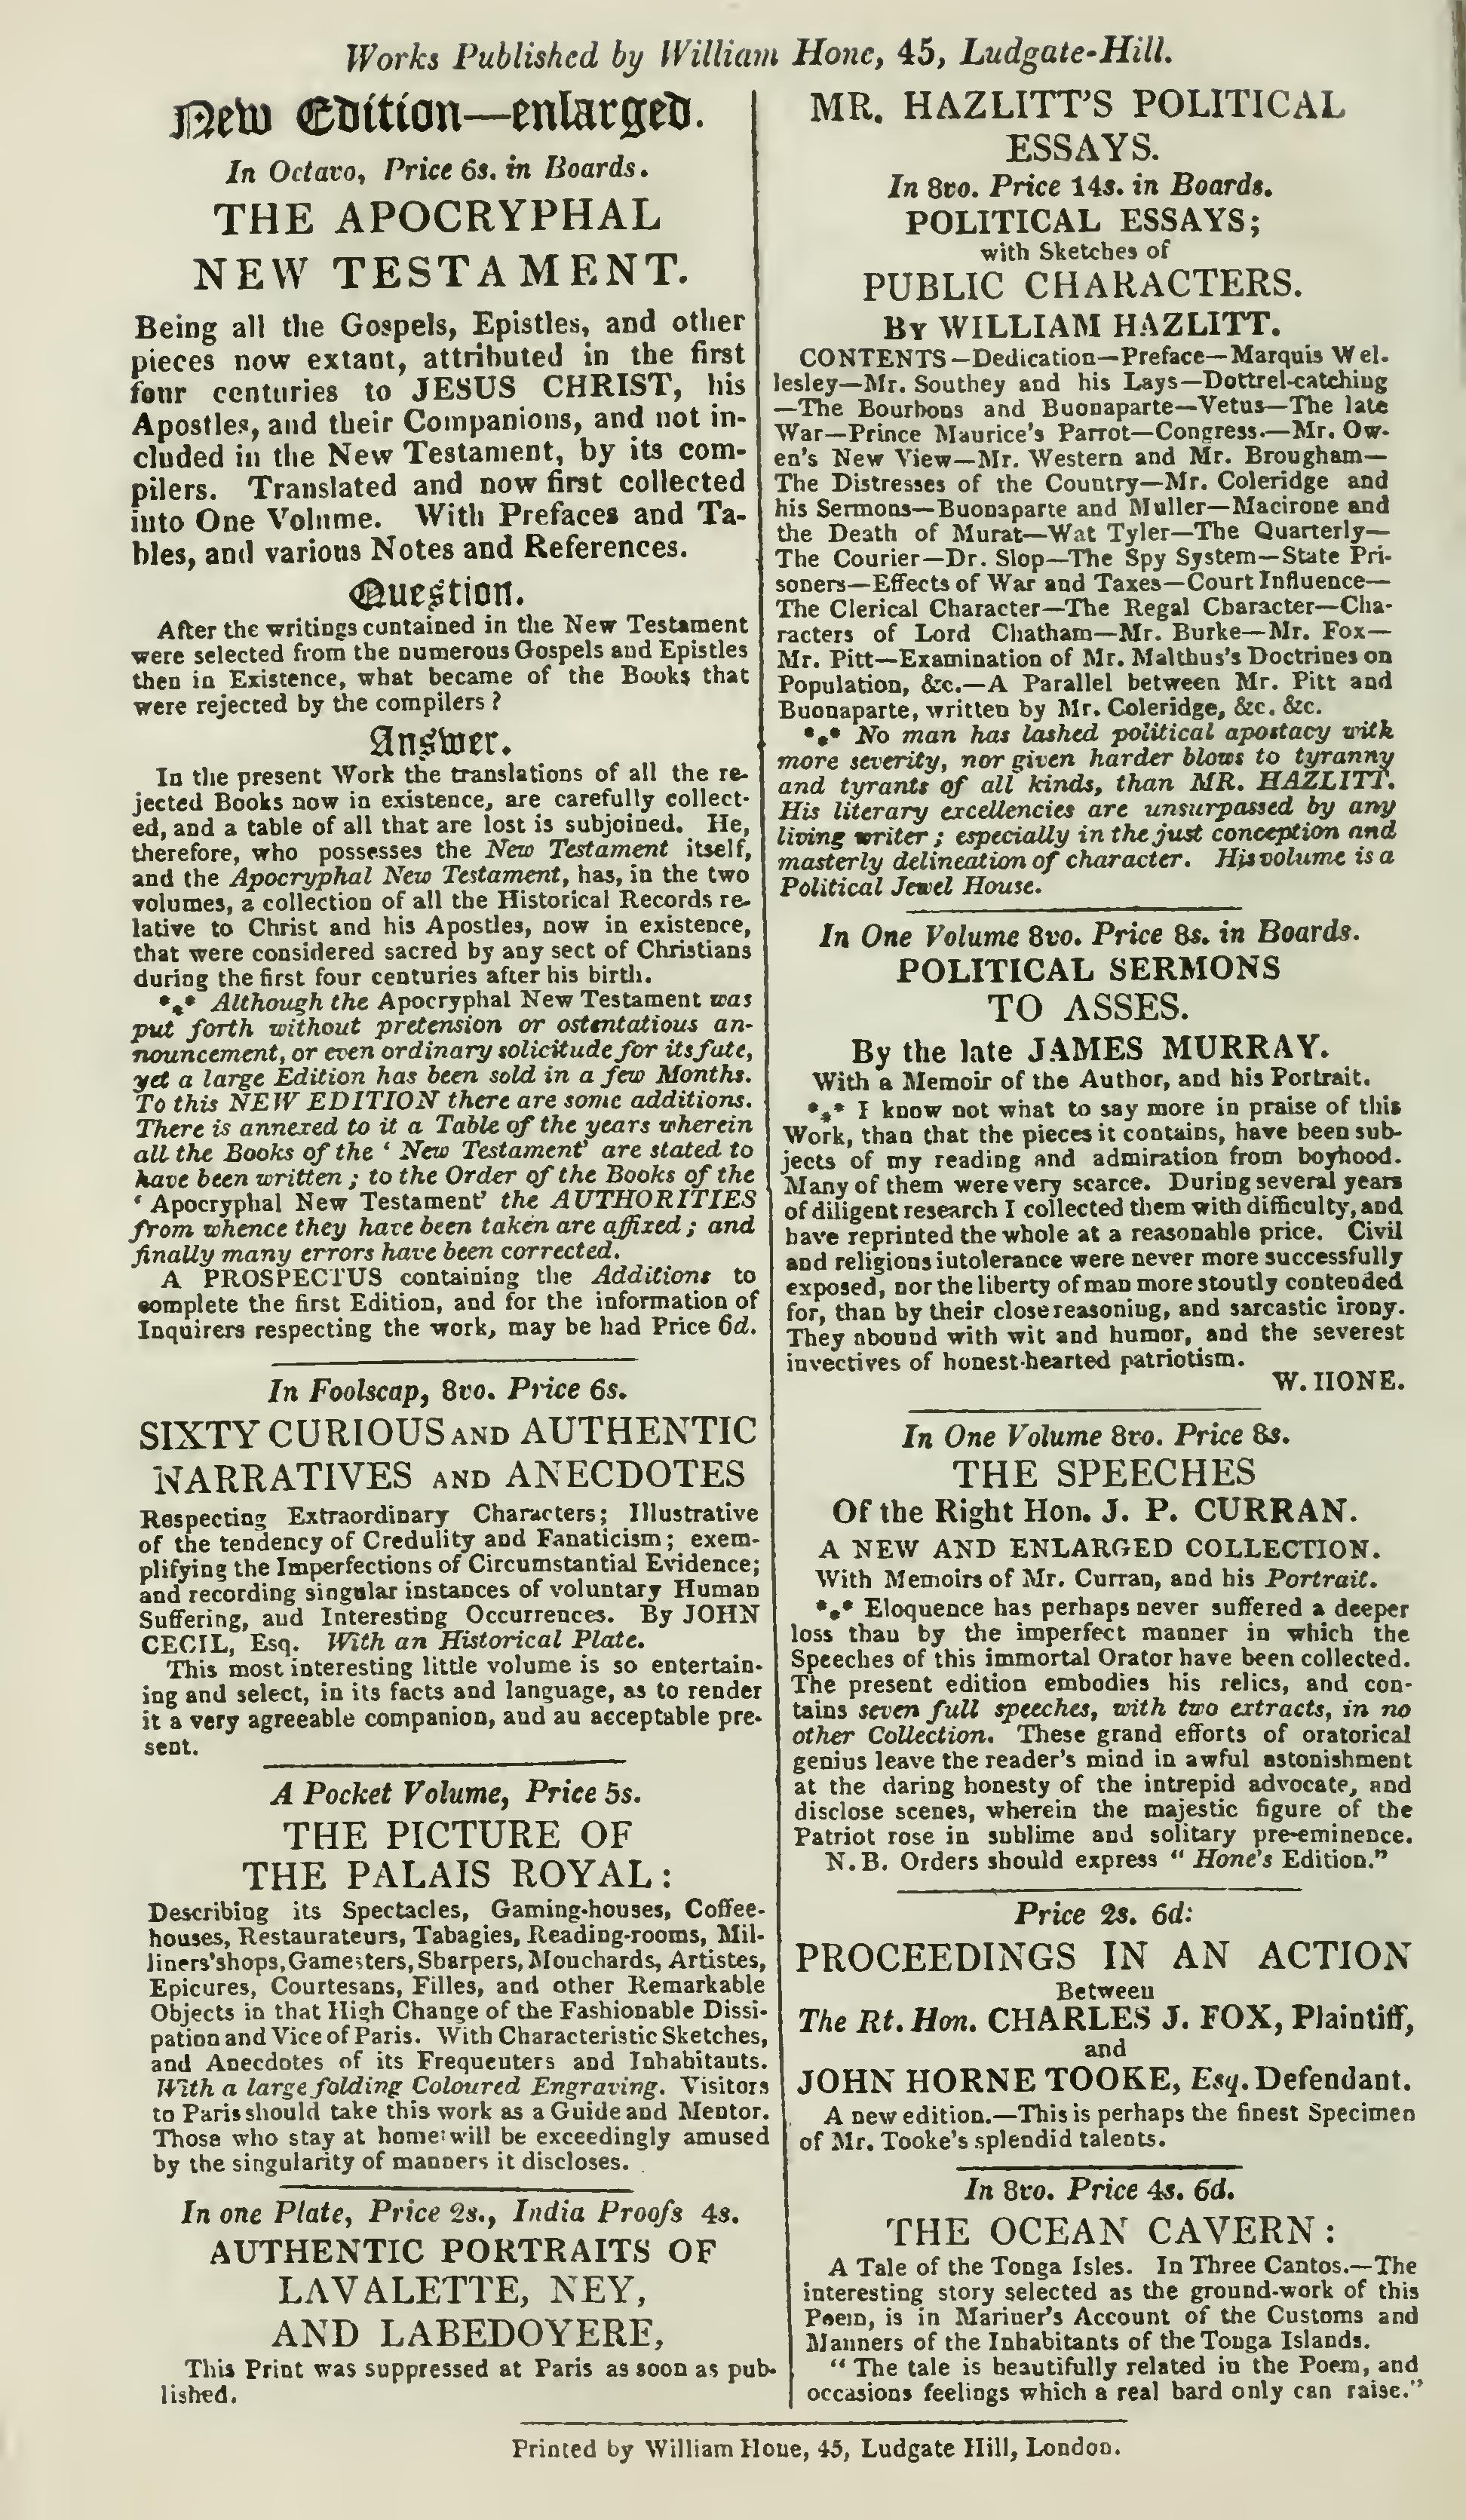 Works Published by William Hone, 45, Ludgate-Hill.
New Edition—enlarged.
In Octavo, Price 6s. in Boards.
THE APOCRYPHAL
NEW TESTAMENT.
Being all the Gospels, Epistles, and other
pieces now extant, attributed in the first
four centuries to JESUS CHRIST, his
Apostles, and their Companions, and not in-
cluded in the New Testament, by its com-
pilers. Translated and now first collected
into One Volume. With Prefaces and Ta-
bles, and various Notes and References.
Question.
After the writings contained in the New Testament
were selected from the numerous Gospels and Epistles
then in Existence, what became of the Books that
were rejected by the compilers?
Answer.
In the present Work the translations of all the re-
jected Books now in existence, are carefully collect-
ed, and a table of all that are lost is subjoined. He,
therefore, who possesses the New Testament itself,
and the Apocryphal New Testament, has, in the two
volumes, a collection of all the Historical Records re-
lative to Christ and his Apostles, now in existence,
that were considered sacred by any sect of Christians
during the first four centuries after his birth.
*⁎* Although the Apocryphal New Testament was
put forth without pretension or ostentatious an-
nouncement, or even ordinary solicitude for its fate,
yet a large Edition has been sold in a few Months.
To this NEW EDITION there are some additions.
There is annexed to it a Table of the years wherein
all the Books of the ‘ New Testament’ are stated to
have been written ; to the Order of the Books of the
‘ Apocryphal New Testament’ the AUTHORITIES
from whence they have been taken are affixed ; and
finally many errors have been corrected.
A PROSPECTUS containing the Additions to
complete the first Edition, and for the information of
Inquirers respecting the work, may be had Price 6d.
In Foolscap, 8vo. Price 6s.
SIXTY CURIOUS AND AUTHENTIC
NARRATIVES AND ANECDOTES
Respecting Extraordinary Characters; Illustrative
of the tendency of Credulity and Fanaticism; exem-
plifying the Imperfections of Circumstantial Evidence;
and recording singular instances of voluntary Human
Suffering, and Interesting Occurrences. By JOHN
CECIL, Esq. With an Historical Plate.
This most interesting little volume is so entertain-
ing and select, in its facts and language, as to render
it a very agreeable companion, and an acceptable pre-
sent.
A Pocket Volume, Price 5s.
THE PICTURE OF
THE PALAIS ROYAL:
Describing its Spectacles, Gaming-houses, Coffee-
houses, Restaurateurs, Tabagies, Reading-rooms, Mil-
liners' shops, Gamesters, Sharpers, Mouchards, Artistes,
Epicures, Courtesans, Filles, and other Remarkable
Objects in that High Change of the Fashionable Dissi-
pation and Vice of Paris. With Characteristic Sketches,
and Anecdotes of its Frequenters and Inhabitants.
With a large folding Coloured Engraving. Visitors
to Paris should take this work as a Guide and Mentor.
Those who stay at home will be exceedingly amused
by the singularity of manners it discloses.
In one Plate, Price 2s., India Proofs 4s.
AUTHENTIC PORTRAITS OF
LAVALETTE, NEY,
AND LABEDOYERE,
This Print was suppressed at Paris as soon as pub-
lished.
MR. HAZLITT'S POLITICAL
ESSAYS.
In 8vo. Price 14s. in Boards.
POLITICAL ESSAYS;
with Sketches of
PUBLIC CHARACTERS.
By WILLIAM HAZLITT.
CONTENTS—Dedication—Preface—Marquis Wel-
lesley—Mr. Southey and his Lays—Dottrel-catching
—The Bourbons and Buonaparte—Vetus—The late
War—Prince Maurice's Parrot—Congress.—Mr. Ow-
en's New View—Mr. Western and Mr. Brougham—
The Distresses of the Country—Mr. Coleridge and
his Sermons—Buonaparte and Muller—Macirone and
the Death of Murat—Wat Tyler—The Quarterly—
The Courier—Dr. Slop—The Spy System—State Pri-
soners—Effects of War and Taxes—Court Influence—
The Clerical Character—The Regal Character—Cha-
racters of Lord Chatham—Mr. Burke—Mr. Fox—
Mr. Pitt—Examination of Mr. Malthus's Doctrines on
Population, &c.—A Parallel between Mr. Pitt and
Buonaparte, written by Mr. Coleridge, &c. &c.
*⁎* No man has lashed political apostacy with
more severity, nor given harder blows to tyranny
and tyrants of all kinds, than MR. HAZLITT.
His literary excellencies are unsurpassed by any
living writer ; especially in the just conception and
masterly delineation of character. His volume is a
Political Jewel House.
In One Volume 8vo. Price 8s. in Boards.
POLITICAL SERMONS
TO ASSES.
By the late JAMES MURRAY.
With a Memoir of the Author, and his Portrait.
*⁎* I know not what to say more in praise of this
Work, than that the pieces it contains, have been sub-
jects of my reading and admiration from boyhood.
Many of them were very scarce. During several years
of diligent research I collected them with difficulty, and
have reprinted the whole at a reasonable price. Civil
and religions intolerance were never more successfully
exposed, nor the liberty of man more stoutly contended
for, than by their close reasoning, and sarcastic irony.
They abound with wit and humor, and the severest
invectives of honest-hearted patriotism.
W. HONE.
In One Volume 8vo. Price 8s.
THE SPEECHES
Of the Right Hon. J. P. CURRAN.
A NEW AND ENLARGED COLLECTION.
With Memoirs of Mr. Curran, and his Portrait.
*⁎* Eloquence has perhaps never suffered a deeper
loss than by the imperfect manner in which the
Speeches of this immortal Orator have been collected.
The present edition embodies his relics, and con-
tains seven full speeches, with two extracts, in no
other Collection. These grand efforts of oratorical
genius leave the reader's mind in awful astonishment
at the daring honesty of the intrepid advocate, and
disclose scenes, wherein the majestic figure of the
Patriot rose in sublime and solitary pre-eminence.
N.B. Orders should express “ Hone's Edition.”
Price 2s. 6d:
PROCEEDINGS IN AN ACTION
Between
The Rt. Hon. CHARLES J. FOX, Plaintiff,
and
JOHN HORNE TOOKE, Esq. Defendant.
A new edition.—This is perhaps the finest Specimen
of Mr. Tooke's splendid talents.
In 8vo. Price 4s. 6d.
THE OCEAN CAVERN:
A Tale of the Tonga Isles. In Three Cantos.—The
interesting story selected as the ground-work of this
Poem, is in Mariner's Account of the Customs and
Manners of the Inhabitants of the Tonga Islands.
“ The tale is beautifully related in the Poem, and
occasions feelings which a real bard only can raise.”
Printed by William Hone, 45, Ludgate Hill, London.